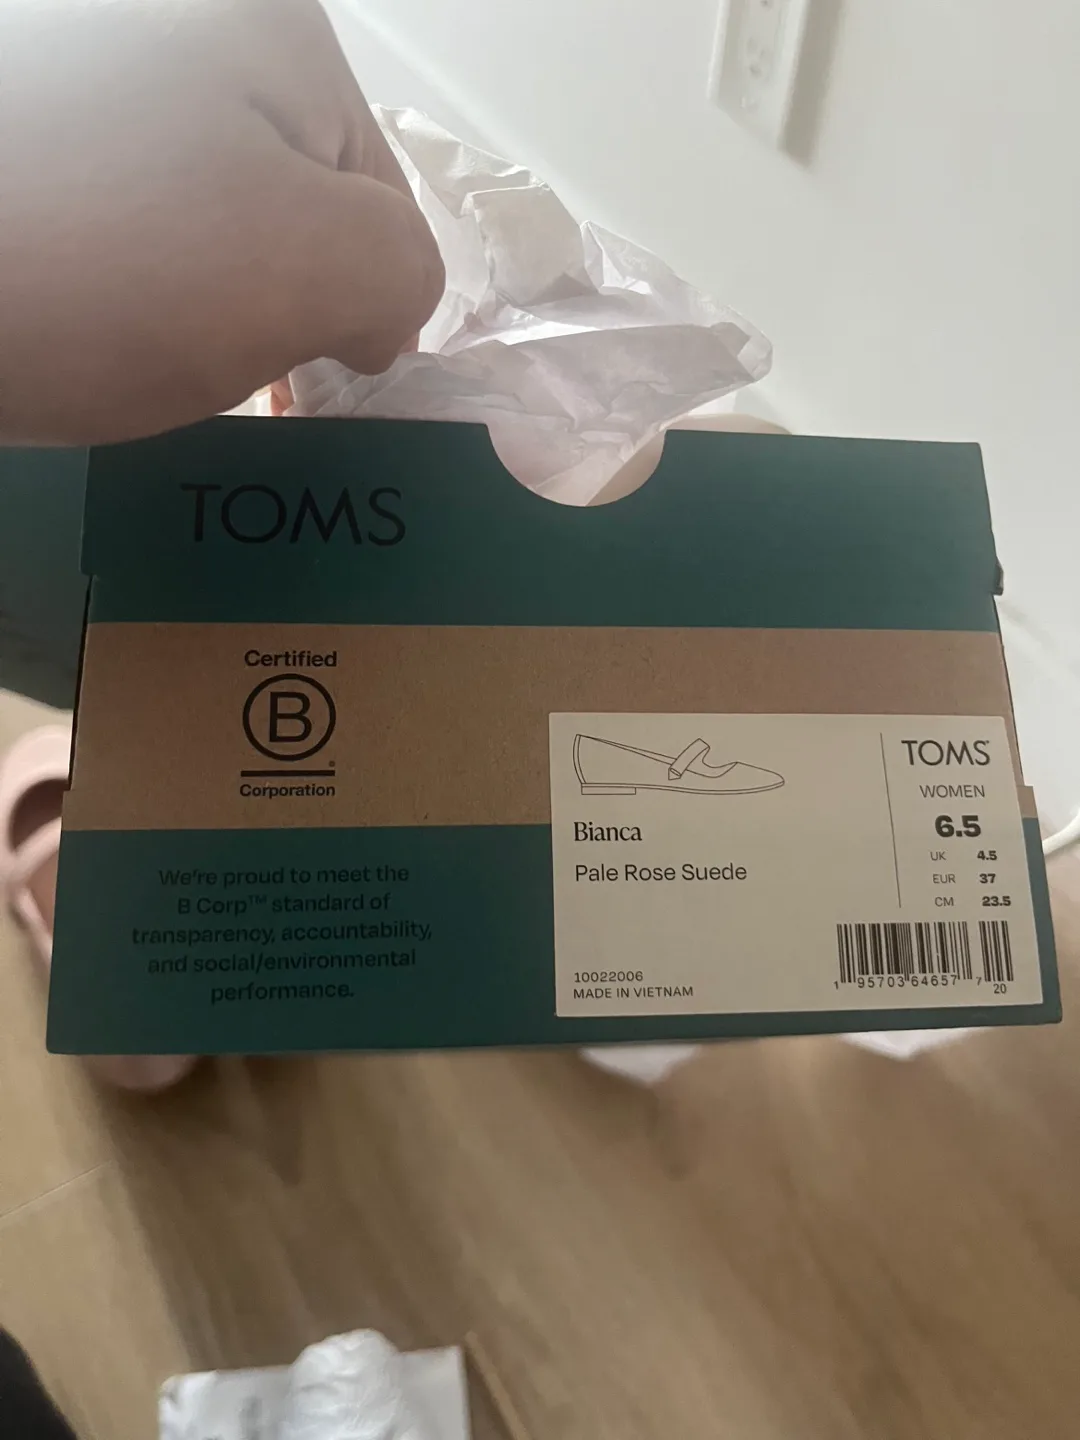 TOMS
Certified
B
Corporation
We're proud to meet the
B Corp™ standard of
transparency, accountability,
and social/environmental
performance.
Bianca
Pale Rose Suede
10022006
MADE IN VIETNAM
TOMS
WOMEN
6.5
UK 4.5
EUR 37
CM 23.5
1 95703 64657 7 20